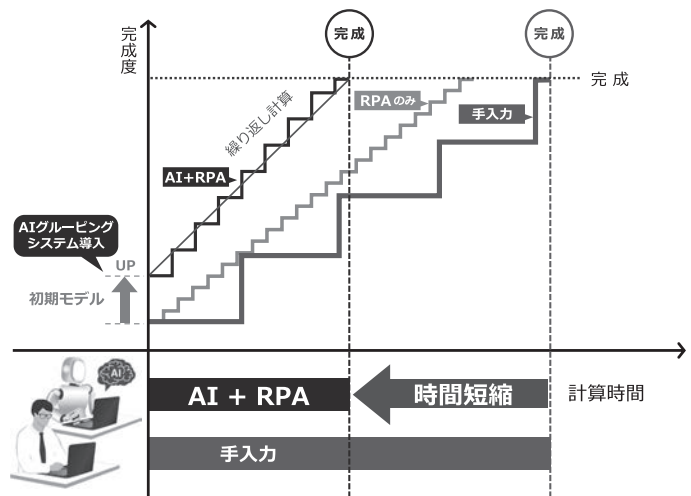 完成度
完成
完成
完成
繰り返し計算
RPAのみ
手入力
AI+RPA
AIグルーピング
システム導入
UP
初期モデル
AI
AI + RPA
時間短縮
計算時間
手入力